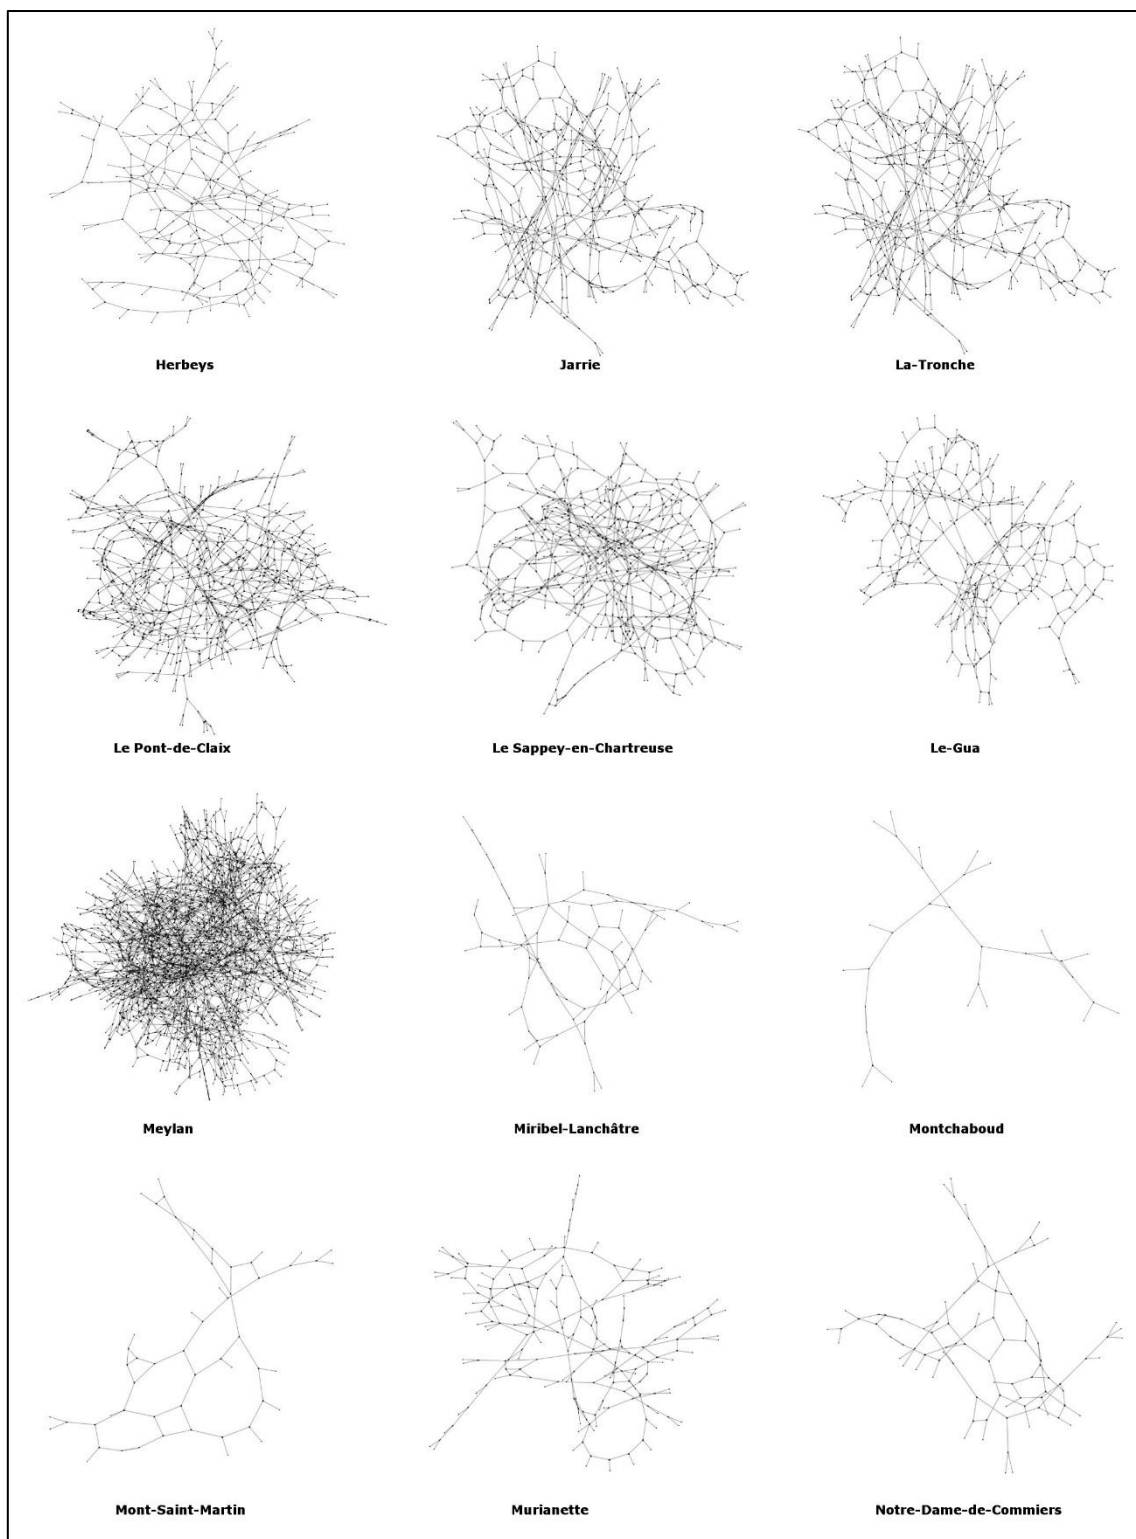 Herbeys
Jarrie
La-Tronche
Le Pont-de-Claix
Le Sappey-en-Chartreuse
Le-Gua
Meylan
Miribel-Lanchâtre
Montchaboud
Mont-Saint-Martin
Murianette
Notre-Dame-de-Commiers